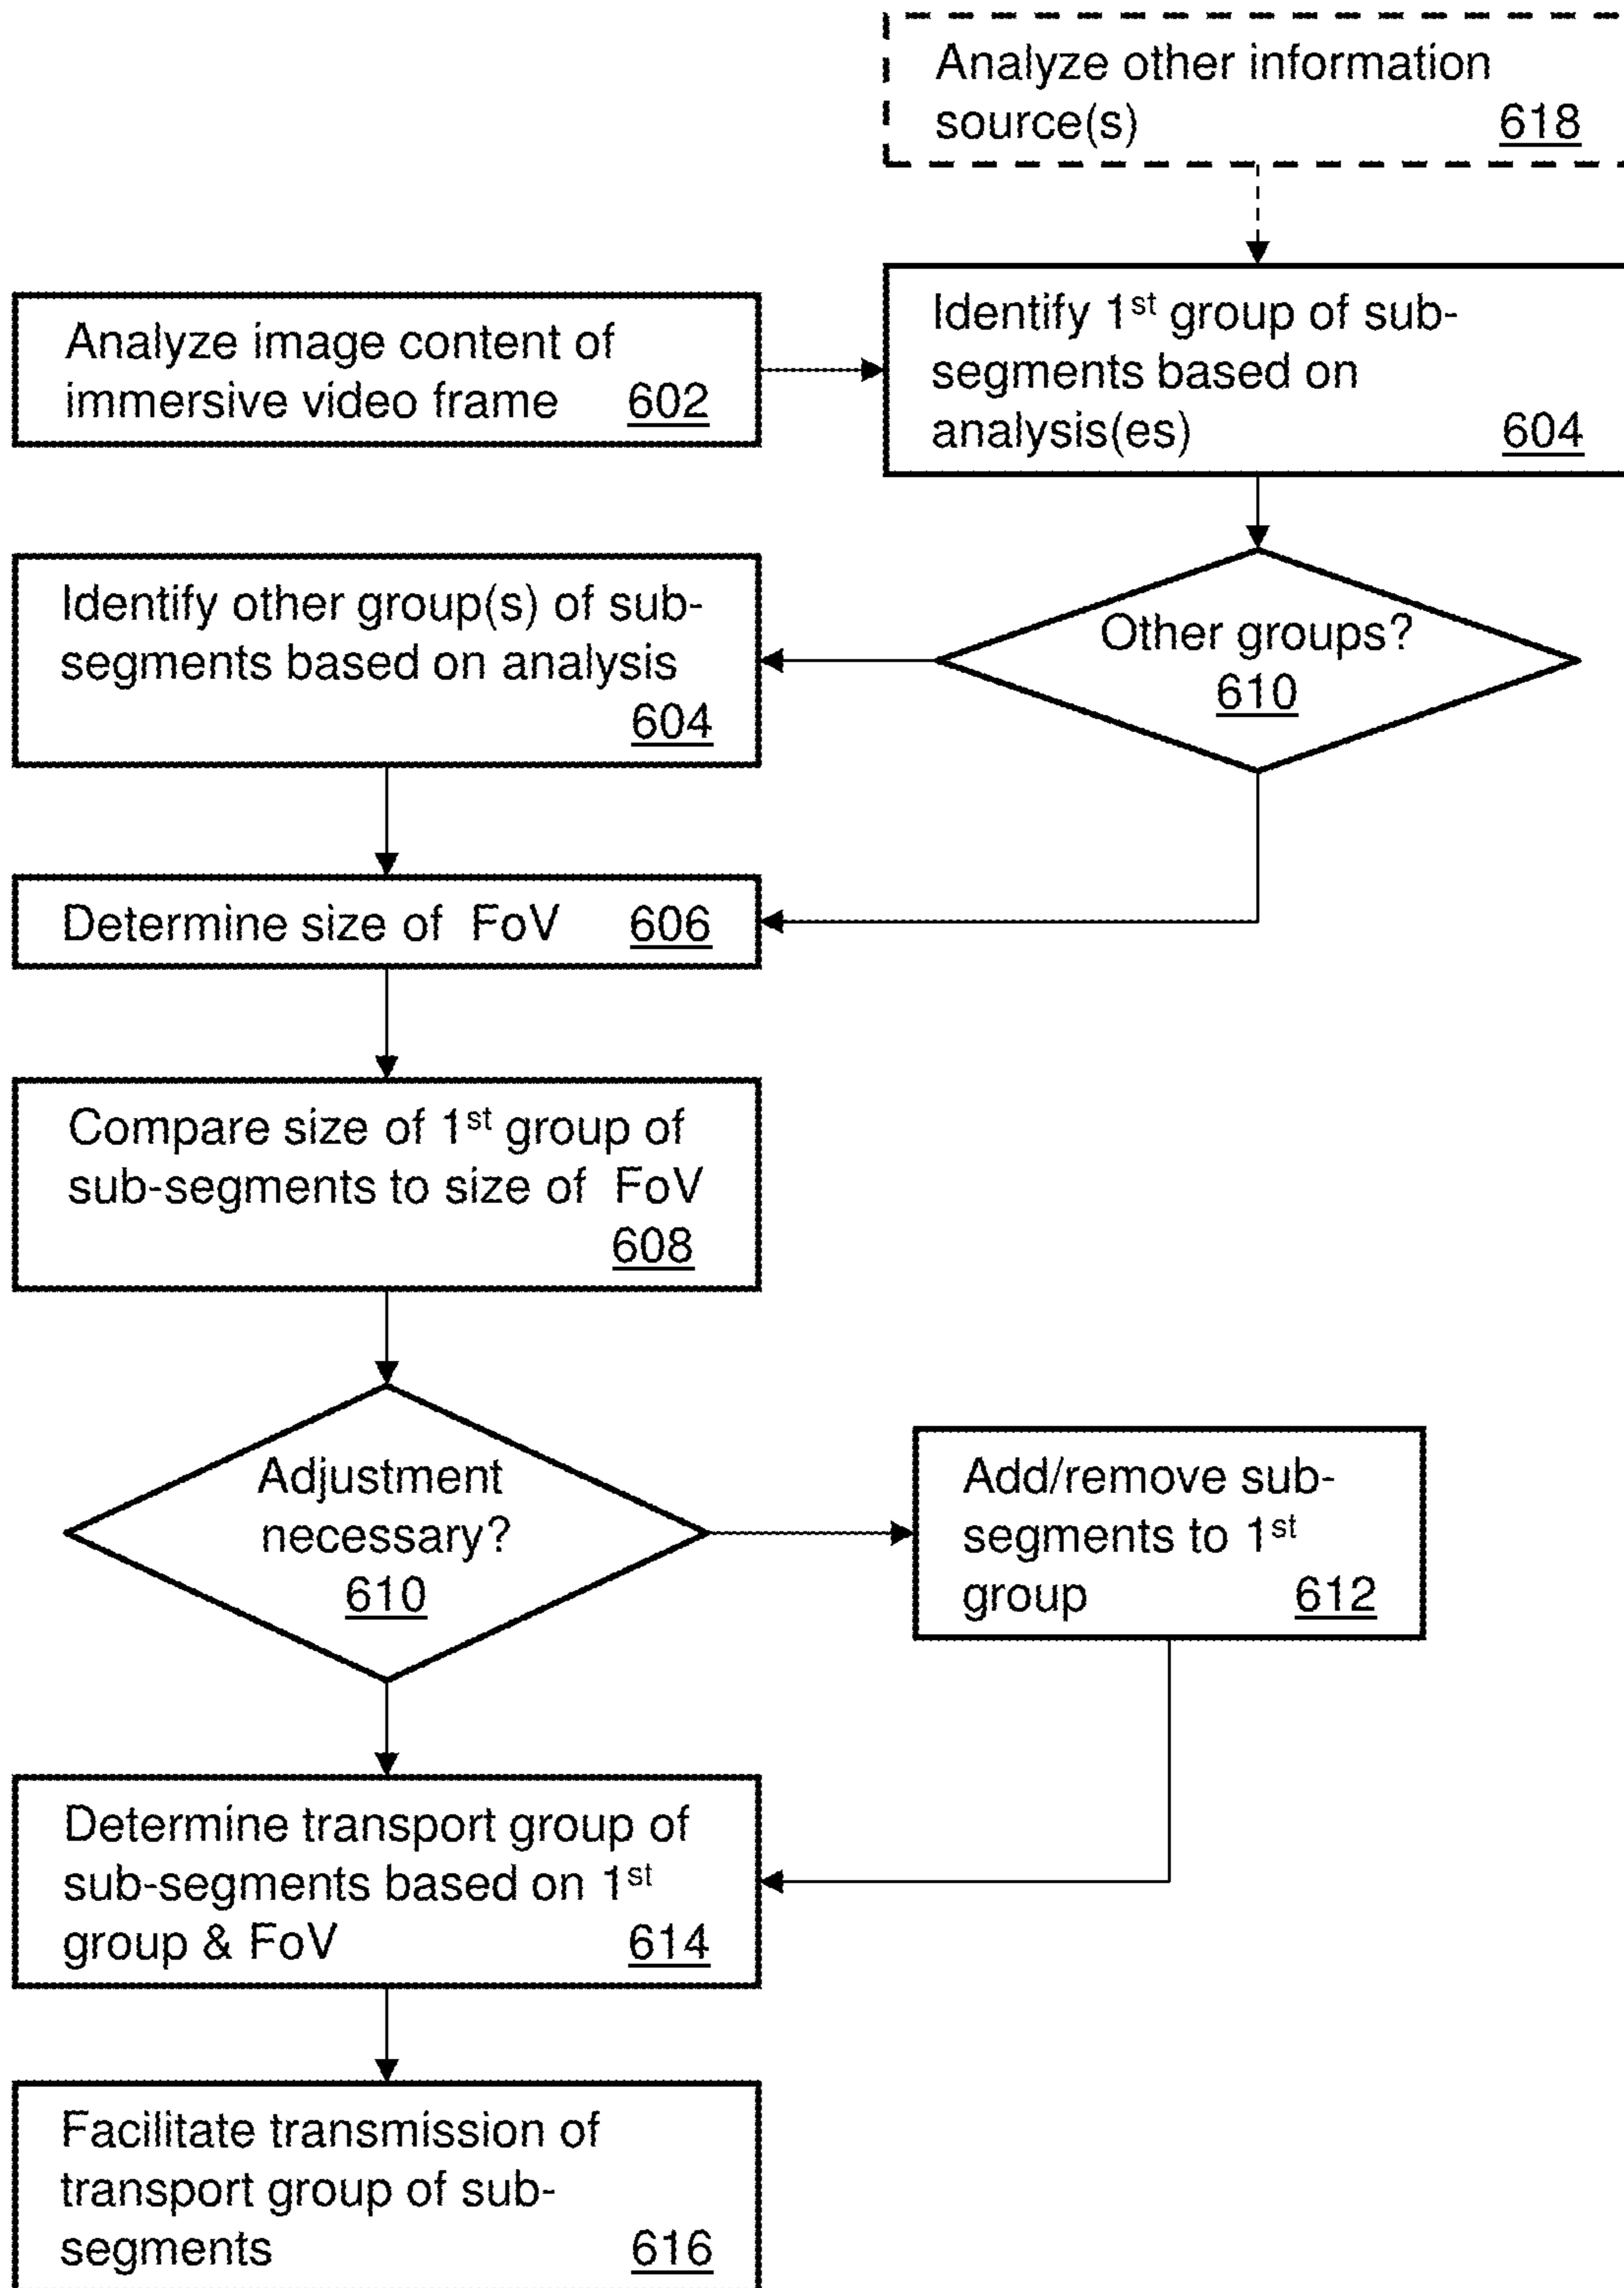 Analyze other information
source(s) 618
Analyze image content of
immersive video frame 602
Identify 1st group of sub-
segments based on
analysis(es) 604
Identify other group(s) of sub-
segments based on analysis
604
Other groups?
610
Determine size of FoV 606
Compare size of 1st group of
sub-segments to size of FoV
608
Adjustment
necessary?
610
Add/remove sub-
segments to 1st
group 612
Determine transport group of
sub-segments based on 1st
group & FoV 614
Facilitate transmission of
transport group of sub-
segments 616